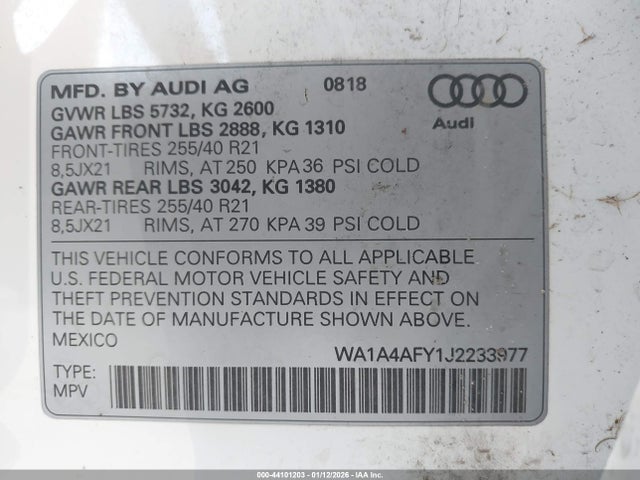 MFD. BY AUDI AG 0818
GVWR LBS 5732, KG 2600
GAWR FRONT LBS 2888, KG 1310 Audi
FRONT-TIRES 255/40 R21
8,5JX21 RIMS, AT 250 KPA 36 PSI COLD
GAWR REAR LBS 3042, KG 1380
REAR-TIRES 255/40 R21
8,5JX21 RIMS, AT 270 KPA 39 PSI COLD
THIS VEHICLE CONFORMS TO ALL APPLICABLE
U.S. FEDERAL MOTOR VEHICLE SAFETY AND
THEFT PREVENTION STANDARDS IN EFFECT ON
DATE OF MANUFACTURE SHOWN ABOVE.
MEXICO
WA1A4AFY1J2233977
TYPE:
MPV
000-44101203 - 01/12/2026 - IAA Inc.